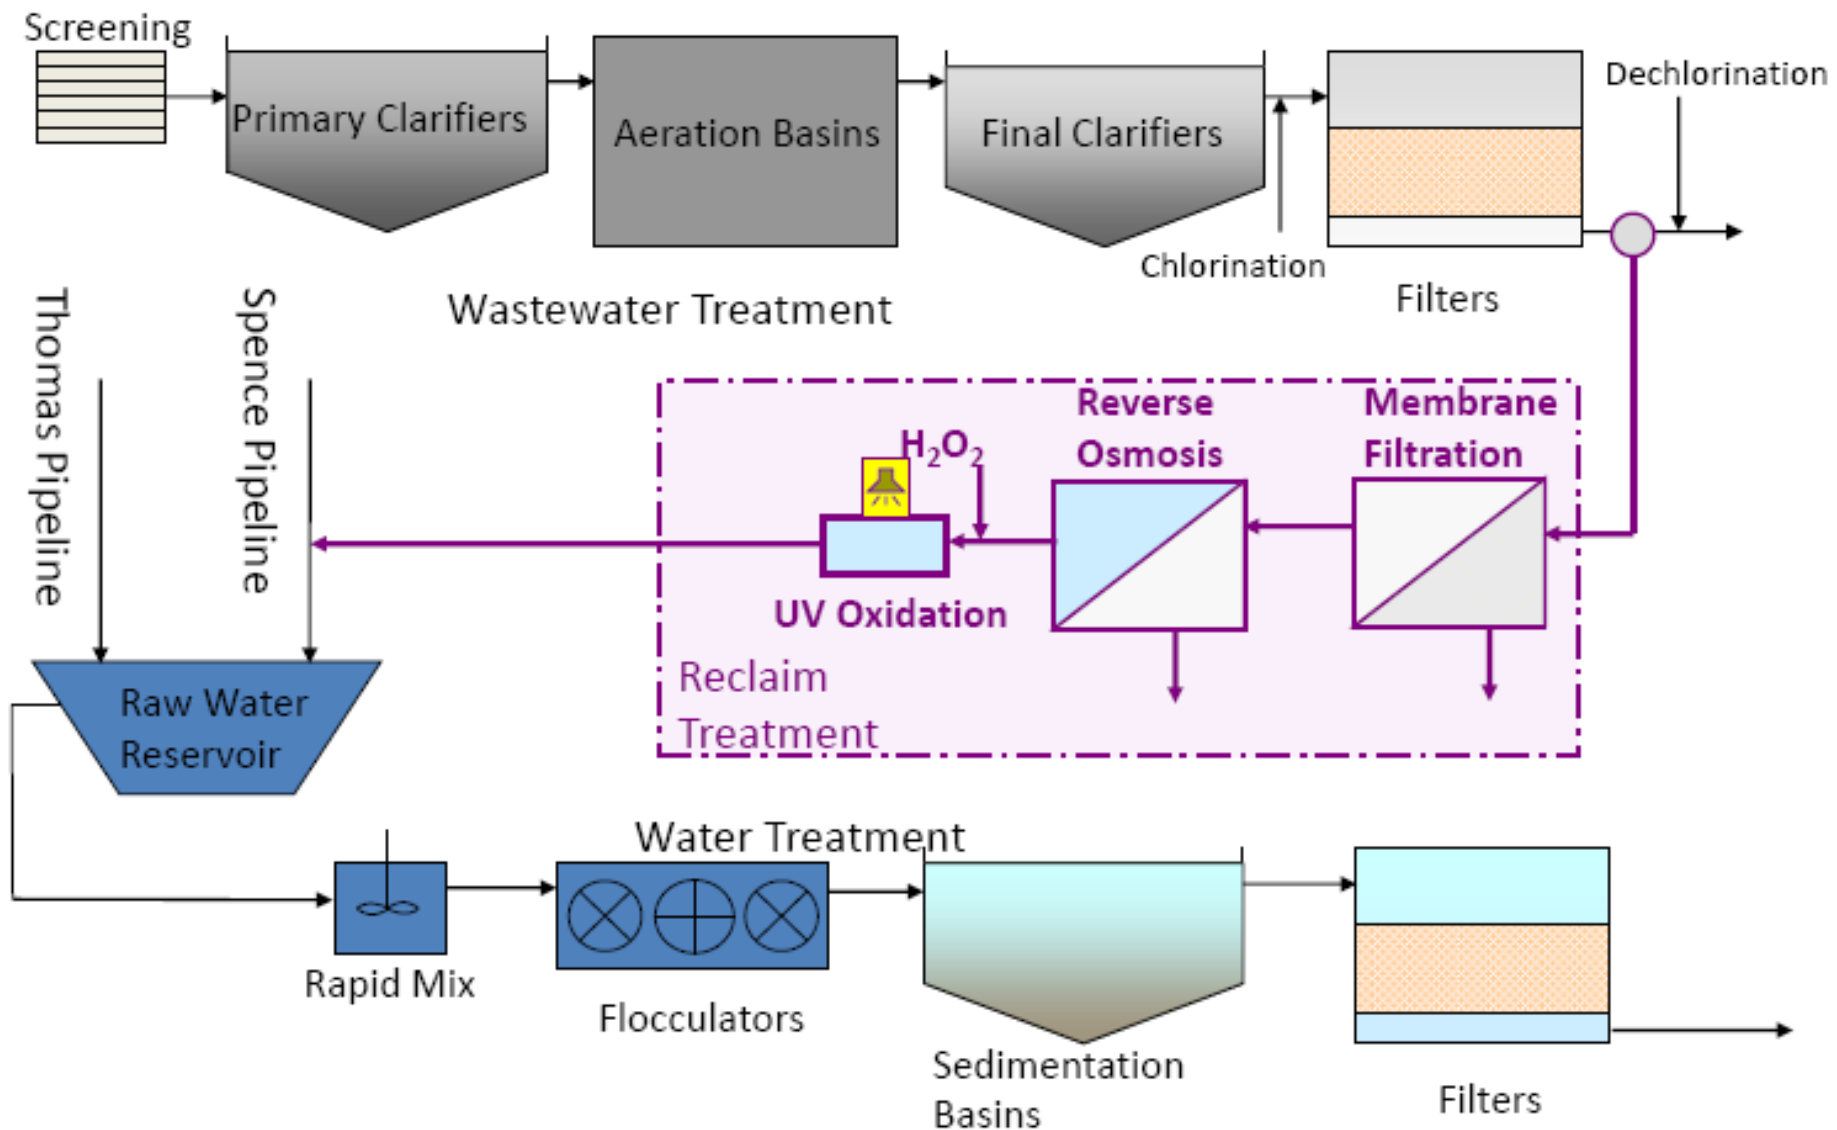 Screening
Primary Clarifiers
Aeration Basins
Final Clarifiers
Dechlorination
Chlorination
Filters
Wastewater Treatment
Thomas Pipeline
Spence Pipeline
Reverse
Osmosis
Membrane
Filtration
H₂O₂
UV Oxidation
Reclaim
Treatment
Raw Water
Reservoir
Water Treatment
Rapid Mix
Flocculators
Sedimentation
Basins
Filters